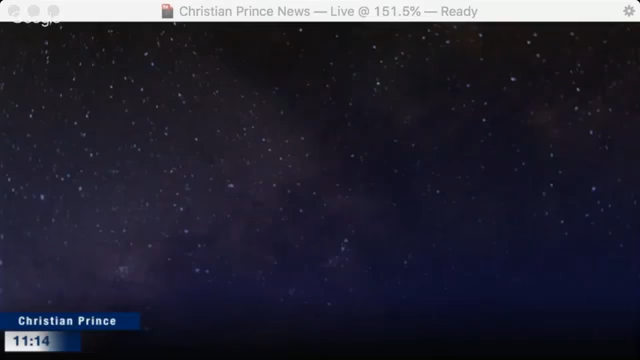 Christian Prince News — Live @ 151.5% — Ready
Google
Christian Prince
11:14